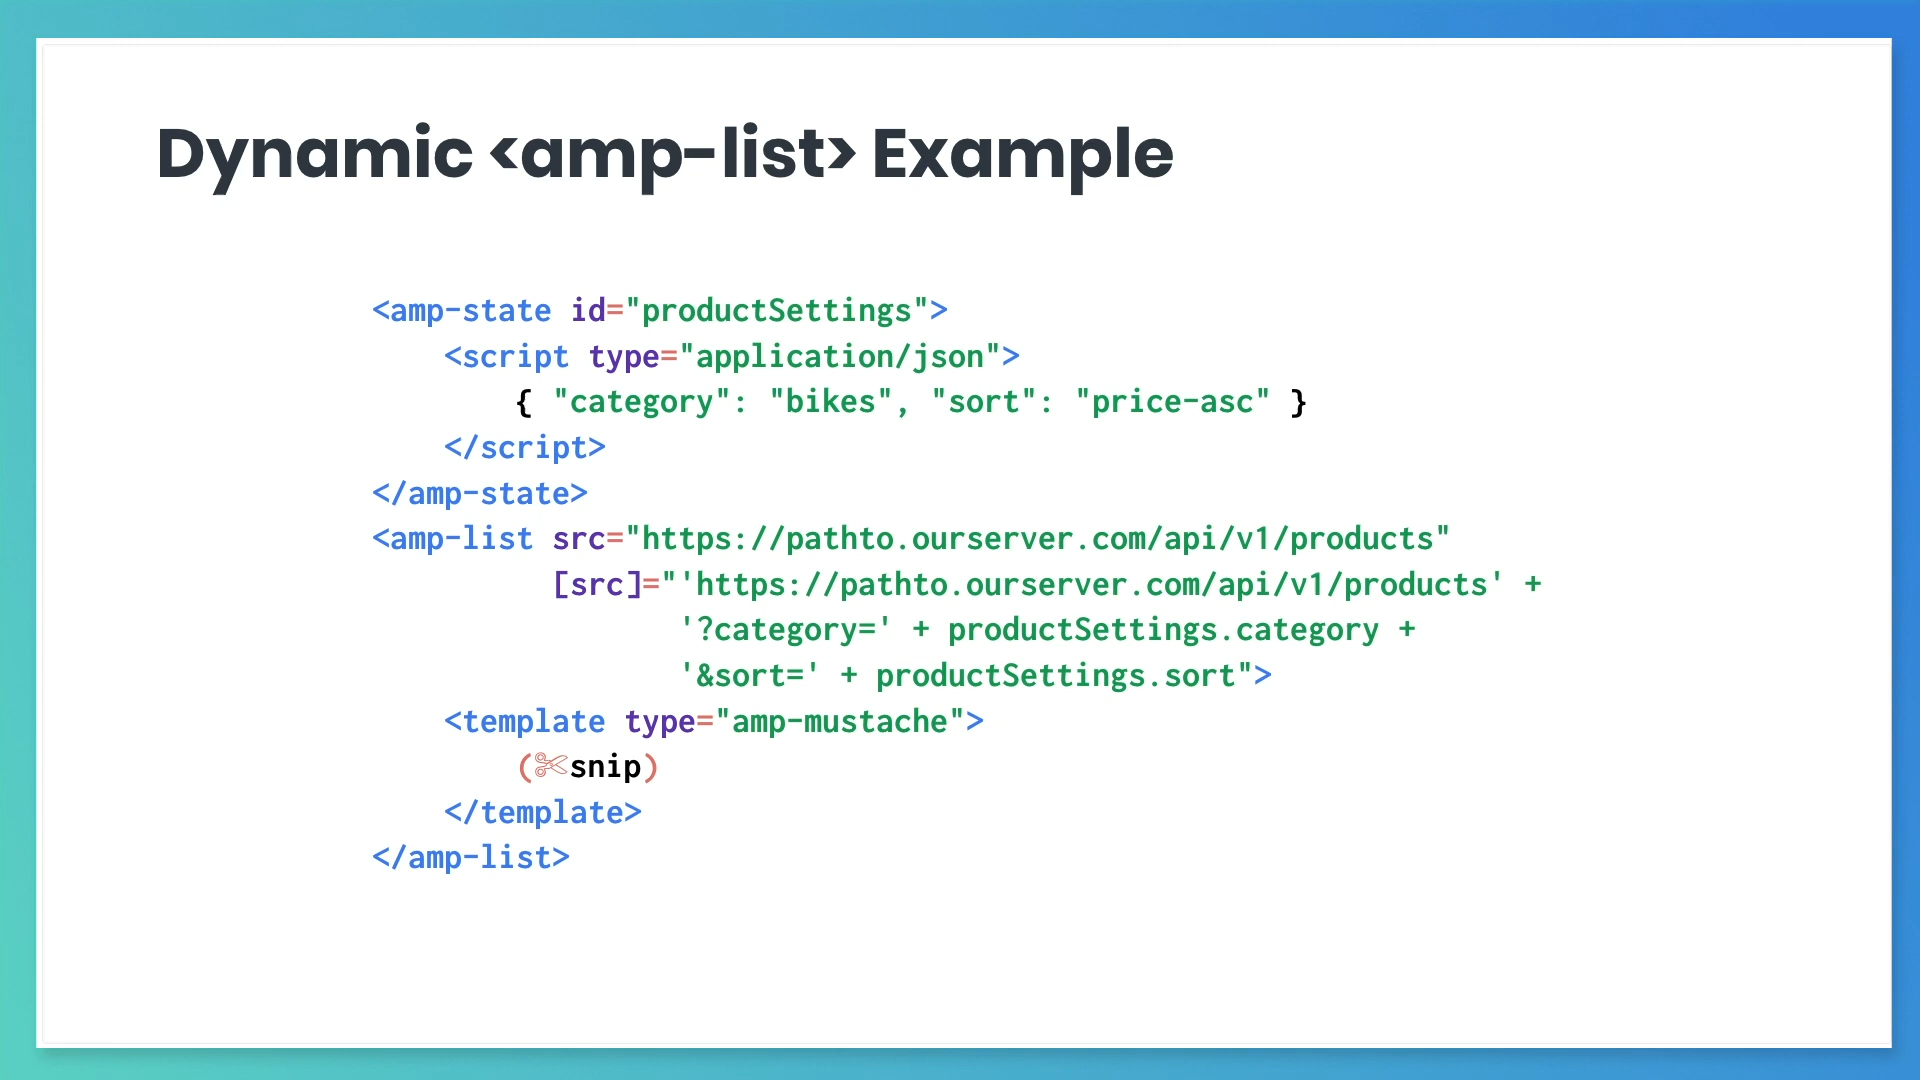 Dynamic <amp-list> Example
<amp-state id="productSettings">
<script type="application/json">
{ "category": "bikes", "sort": "price-asc" }
</script>
</amp-state>
<amp-list src="https://pathto.ourserver.com/api/v1/products"
[src]="'https://pathto.ourserver.com/api/v1/products' +
'?category=' + productSettings.category +
'&sort=' + productSettings.sort">
<template type="amp-mustache">
(✄snip)
</template>
</amp-list>